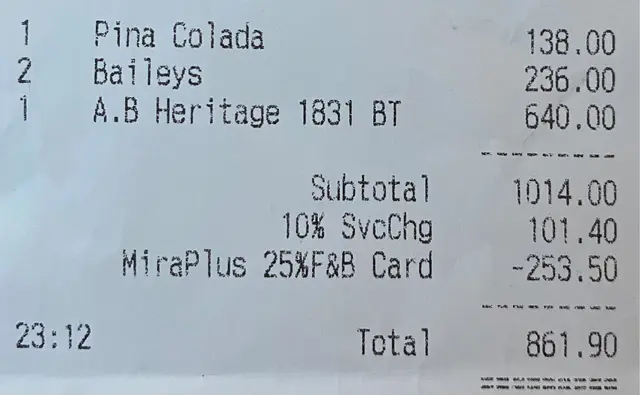 1 Pina Colada 138.00
2 Baileys 236.00
1 A.B Heritage 1831 BT 640.00
Subtotal 1014.00
10% SvcChg 101.40
MiraPlus 25%F&B Card -253.50
23:12 Total 861.90